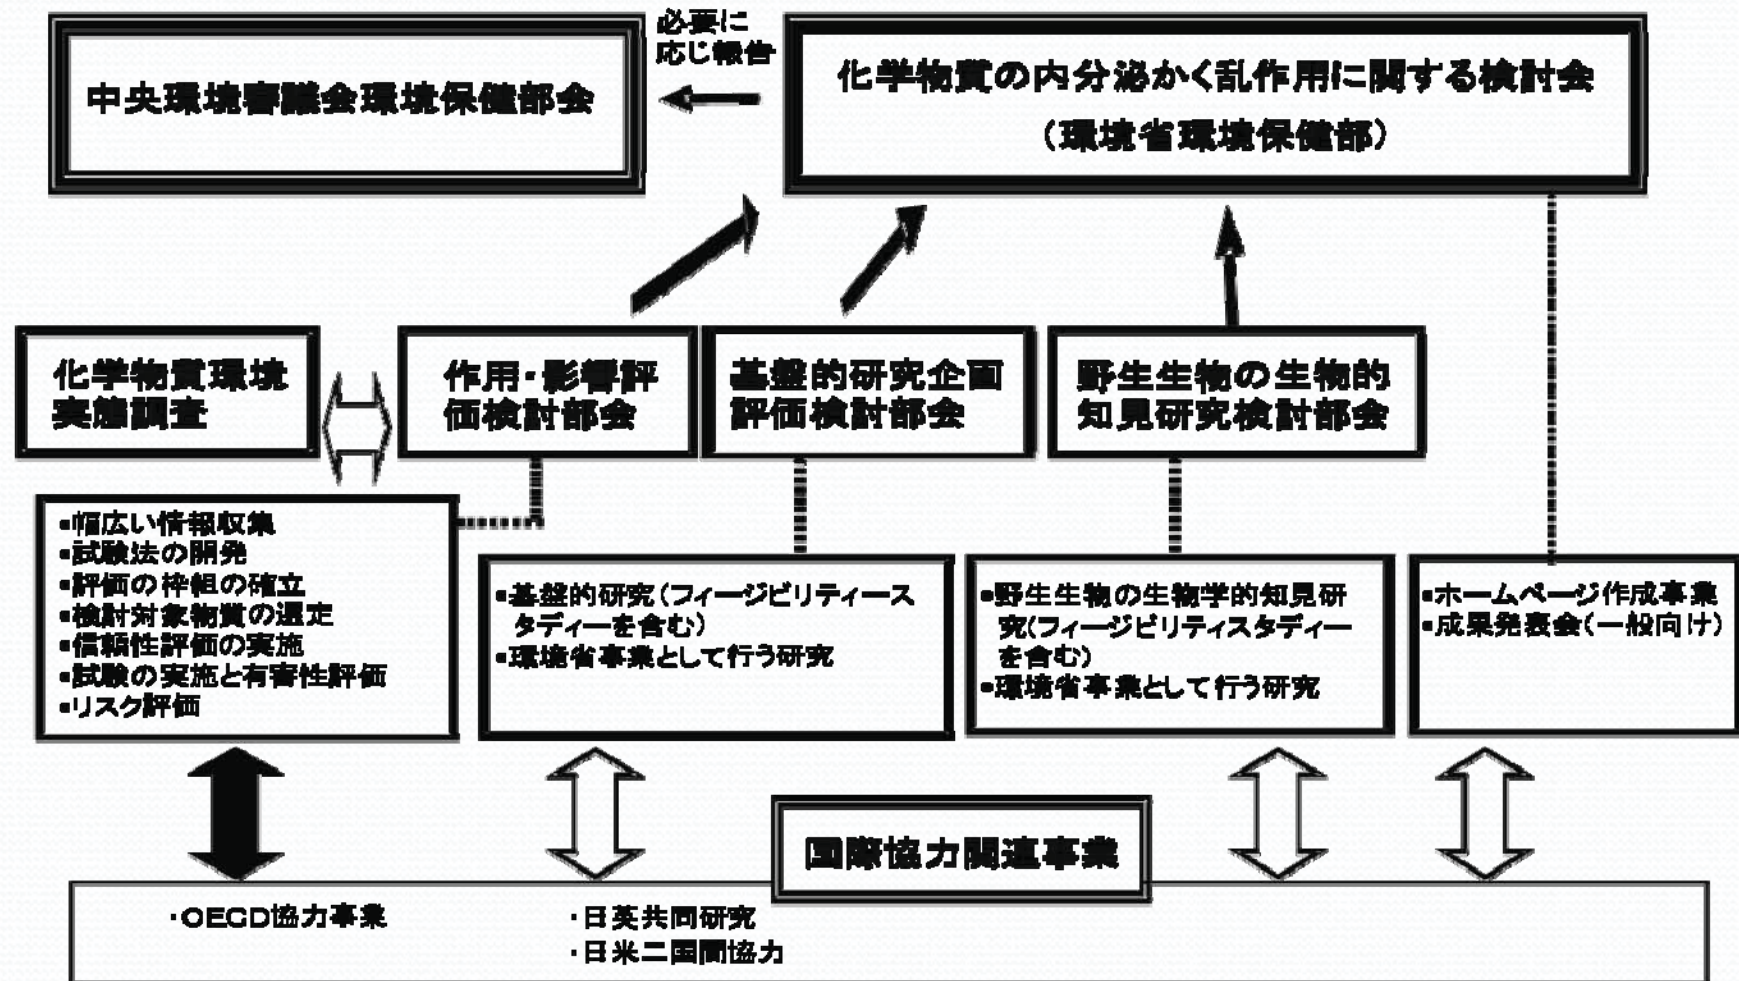 中央環境審議会環境保健部会
必要に
応じ報告
化学物質の内分泌かく乱作用に関する検討会
（環境省環境保健部）
化学物質環境
実態調査
作用・影響評
価検討部会
基盤的研究企画
評価検討部会
野生生物の生物的
知見研究検討部会
▪幅広い情報収集
▪試験法の開発
▪評価の枠組の確立
▪検討対象物質の選定
▪信頼性評価の実施
▪試験の実施と有害性評価
▪リスク評価
▪基盤的研究（フィージビリティース
タディーを含む）
▪環境省事業として行う研究
▪野生生物の生物学的知見研
究(フィージビリティスタディー
を含む）
▪環境省事業として行う研究
▪ホームページ作成事業
▪成果発表会（一般向け）
国際協力関連事業
・OECD協力事業
・日英共同研究
・日米二国間協力